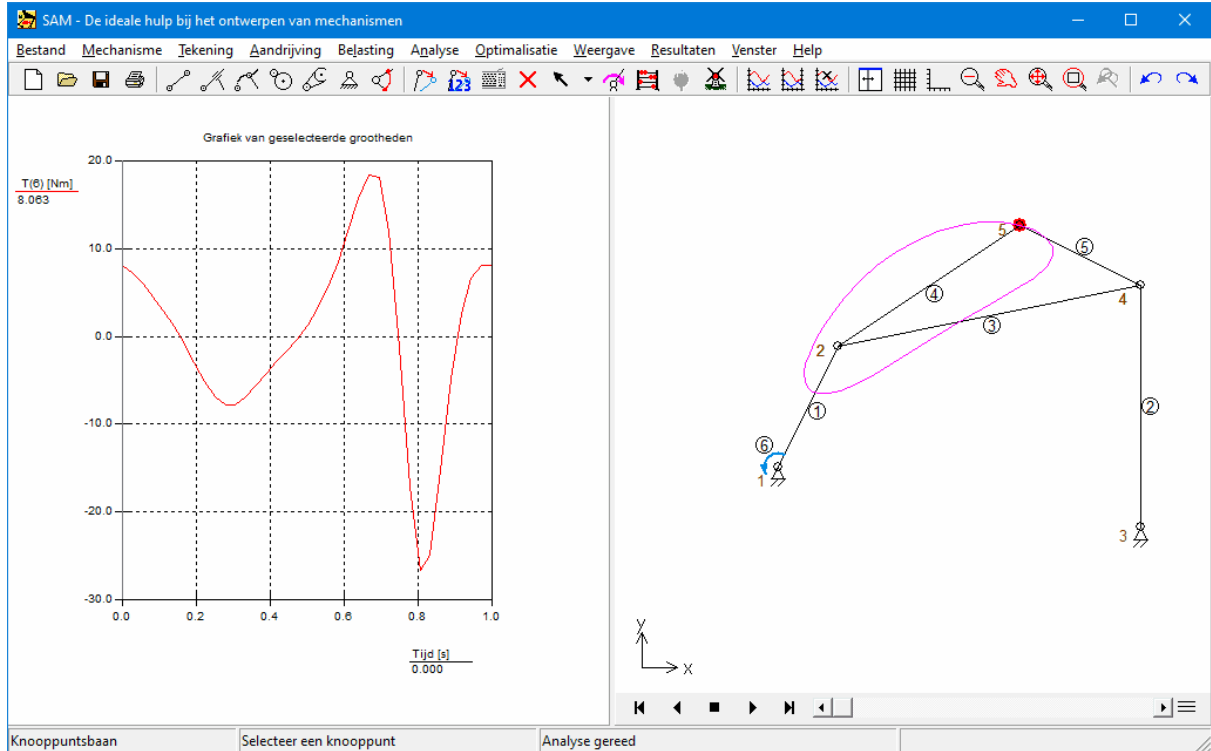 SAM - De ideale hulp bij het ontwerpen van mechanismen
Bestand Mechanisme Tekening Aandrijving Belasting Analyse Optimalisatie Weergave Resultaten Venster Help
123
Grafiek van geselecteerde grootheden
T(6) [Nm]
8.063
20.0
10.0
0.0
-10.0
-20.0
-30.0
0.0 0.2 0.4 0.6 0.8 1.0
Tijd [s]
0.000
5
5
4
4
3
2
1
2
6
1
3
y
x
Knooppuntsbaan Selecteer een knooppunt Analyse gereed